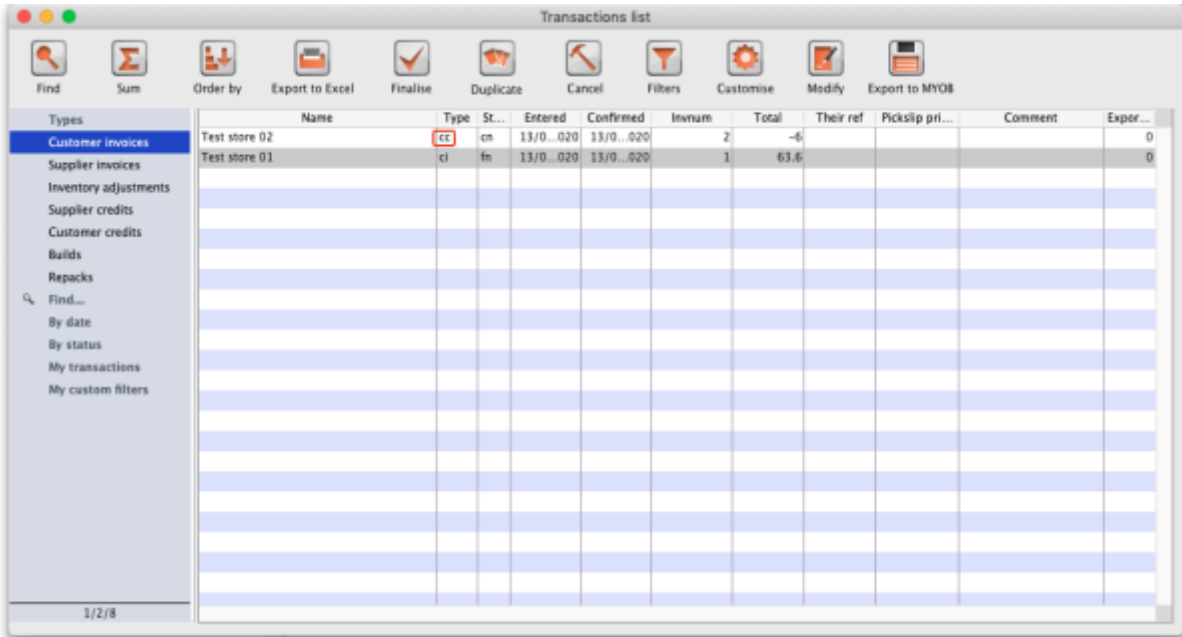 Transactions list
Find Sum Order by Export to Excel Finalise Duplicate Cancel Filters Customise Modify Export to MYOB
Types
Customer invoices
Supplier invoices
Inventory adjustments
Supplier credits
Customer credits
Builds
Repacks
Find...
By date
By status
My transactions
My custom filters
1/2/8
Name Type St... Entered Confirmed Invnum Total Their ref Pickslip pri... Comment Expor...
Test store 02 cc cn 13/0...020 13/0...020 2 -6 0
Test store 01 ci fn 13/0...020 13/0...020 1 63.6 0